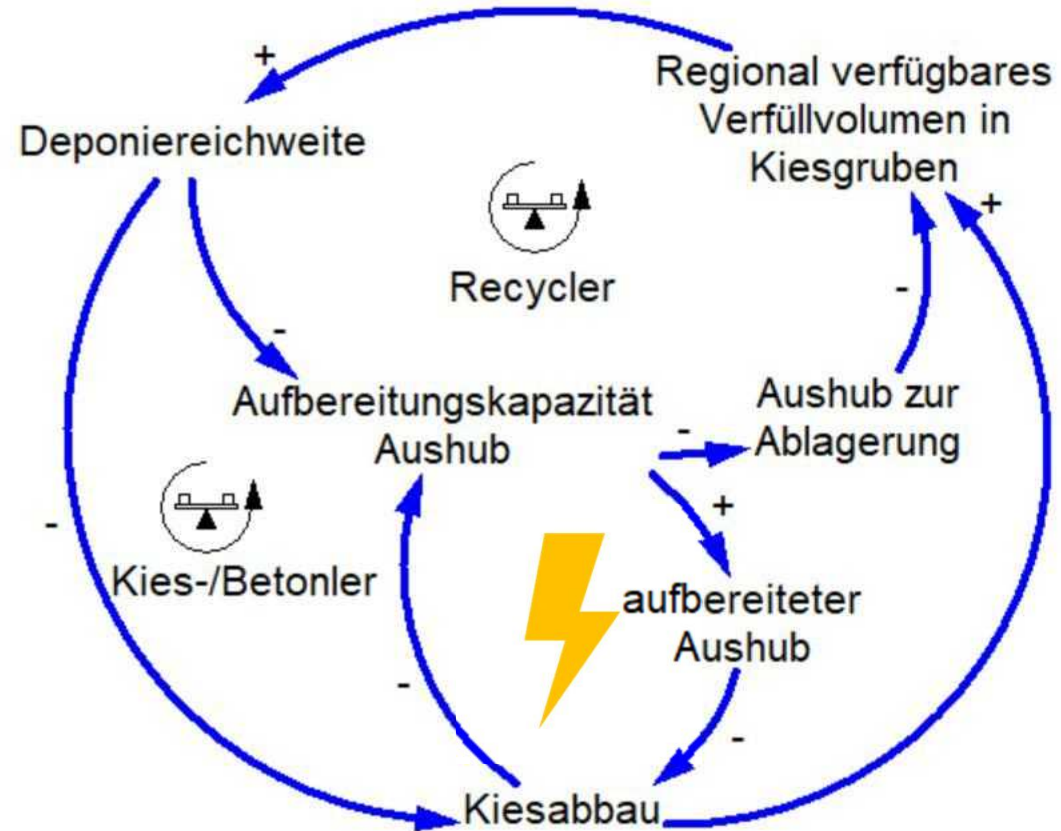 +
Regional verfügbares
Verfüllvolumen in
Kiesgruben
Deponiereichweite
+
Recycler
-
-
Aufbereitungskapazität
Aushub
Aushub zur
Ablagerung
-
+
-
Kies-/Betonler
aufbereiteter
Aushub
-
-
Kiesabbau